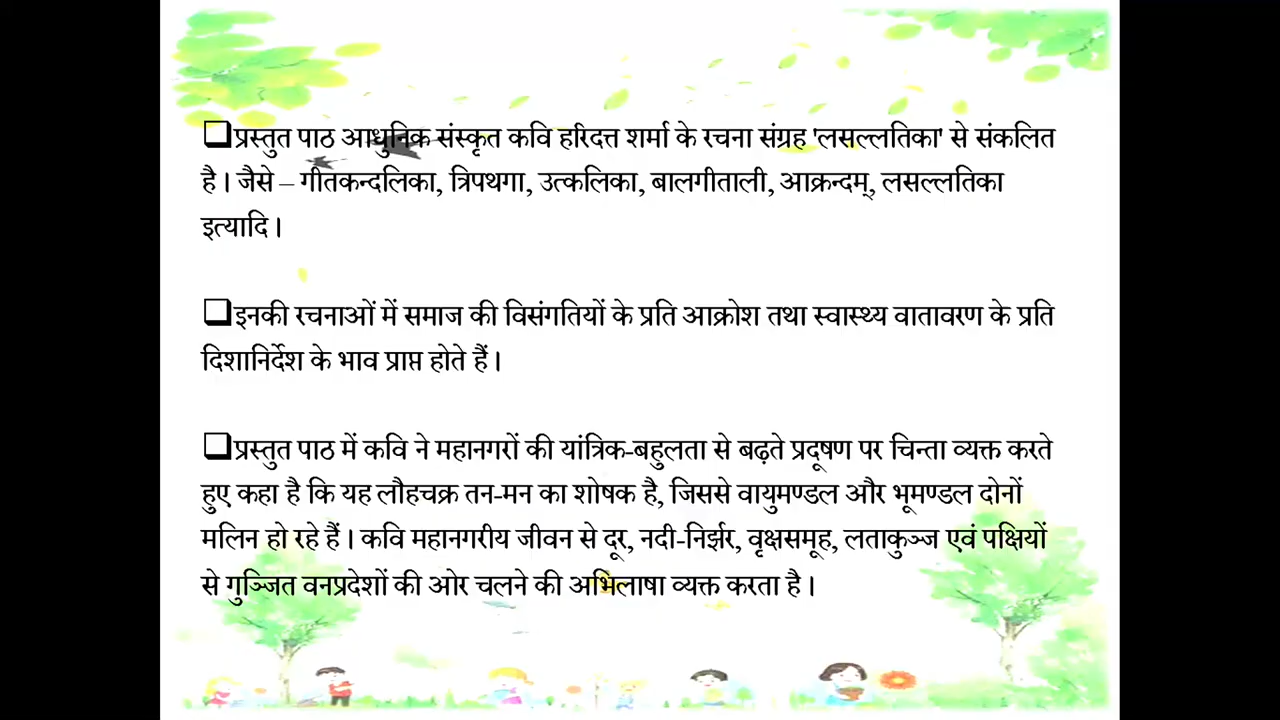 ❑प्रस्तुत पाठ आधुनिक संस्कृत कवि हरिदत्त शर्मा के रचना संग्रह 'लसल्लतिका' से संकलित
है। जैसे – गीतकन्दलिका, त्रिपथगा, उत्कलिका, बालगीताली, आक्रन्दम्, लसल्लतिका
इत्यादि।
❑इनकी रचनाओं में समाज की विसंगतियों के प्रति आक्रोश तथा स्वास्थ्य वातावरण के प्रति
दिशानिर्देश के भाव प्राप्त होते हैं।
❑प्रस्तुत पाठ में कवि ने महानगरों की यांत्रिक-बहुलता से बढ़ते प्रदूषण पर चिन्ता व्यक्त करते
हुए कहा है कि यह लौहचक्र तन-मन का शोषक है, जिससे वायुमण्डल और भूमण्डल दोनों
मलिन हो रहे हैं। कवि महानगरीय जीवन से दूर, नदी-निर्झर, वृक्षसमूह, लताकुञ्ज एवं पक्षियों
से गुञ्जित वनप्रदेशों की ओर चलने की अभिलाषा व्यक्त करता है।